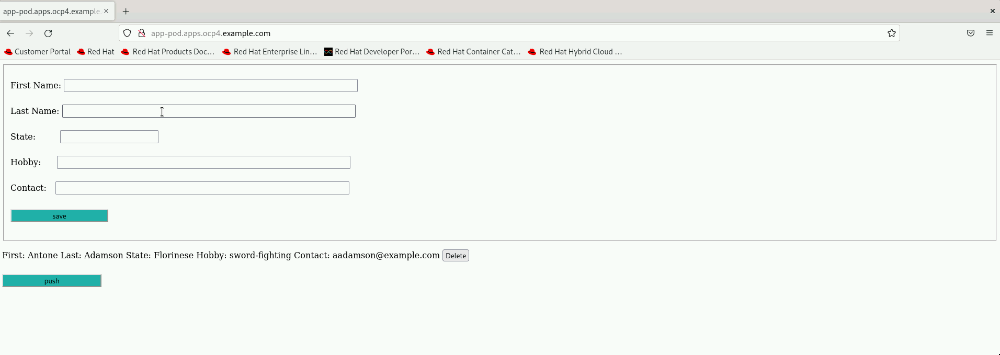 app-pod.apps.ocp4.example.
app-pod.apps.ocp4.example.com
Customer Portal Red Hat Red Hat Products Doc… Red Hat Enterprise Lin… Red Hat Developer Por… Red Hat Container Cat… Red Hat Hybrid Cloud …
First Name:
Last Name:
State:
Hobby:
Contact:
save
First: Antone Last: Adamson State: Florinese Hobby: sword-fighting Contact: aadamson@example.com Delete
push